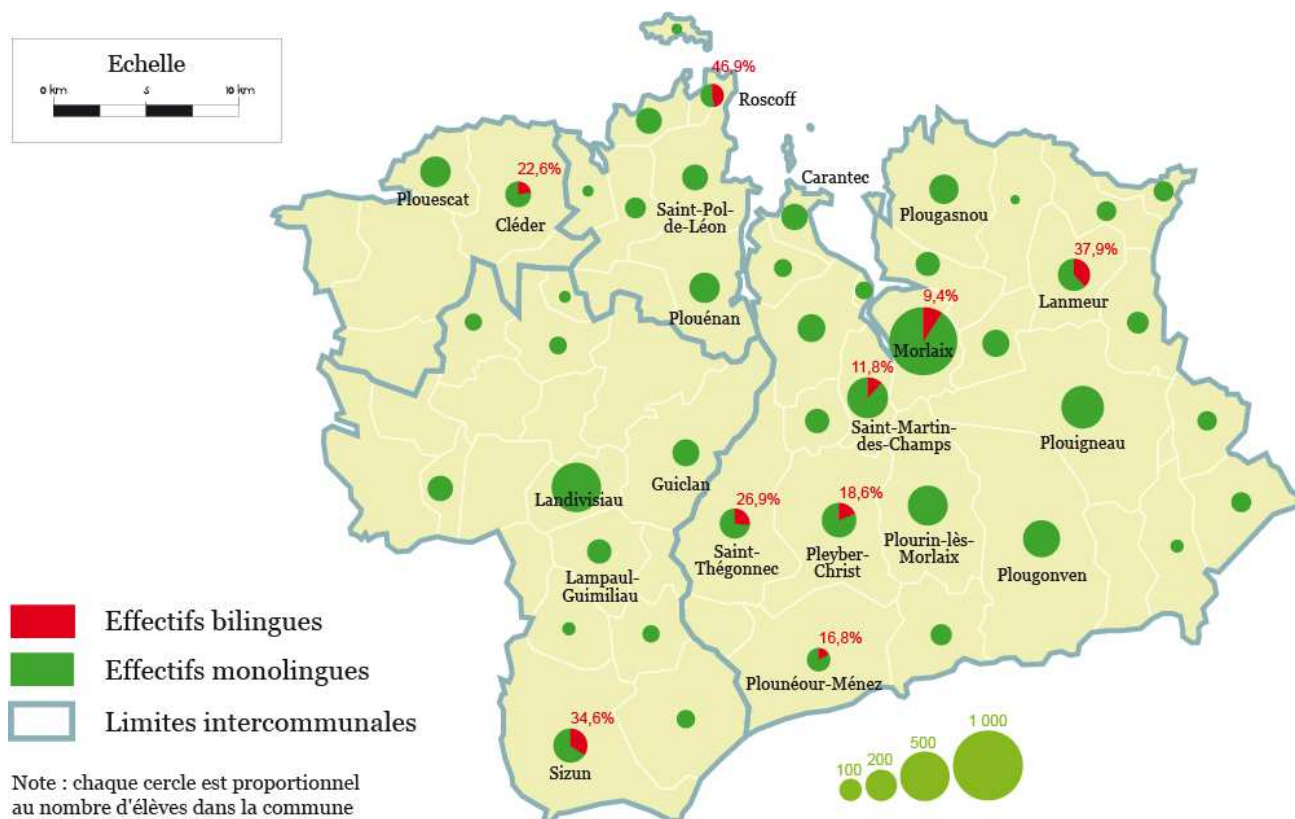 Echelle
0 km 5 10 km
46,9%
Roscoff
22,6%
Plouescat
Cléder
Saint-Pol-
de-Léon
Carantec
Plougasnou
37,9%
Lanmeur
Plouénan
9,4%
Morlaix
11,8%
Saint-Martin-
des-Champs
Plouigneau
Guiclan
Landivisiau
26,9%
Saint-
Thégonnec
18,6%
Pleyber-
Christ
Plourin-lès-
Morlaix
Plougonven
Lampaul-
Guimiliau
16,8%
Plounéour-Ménez
34,6%
Sizun
Effectifs bilingues
Effectifs monolingues
Limites intercommunales
Note : chaque cercle est proportionnel
au nombre d'élèves dans la commune
100
200
500
1 000